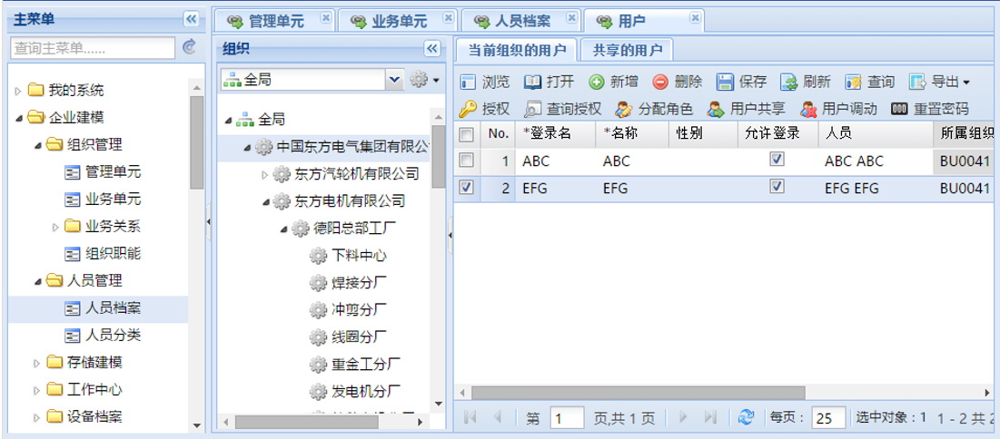 主菜单
查询主菜单......
我的系统
企业建模
组织管理
管理单元
业务单元
业务关系
组织职能
人员管理
人员档案
人员分类
存储建模
工作中心
设备档案
管理单元 业务单元 人员档案 用户
组织
全局
全局
中国东方电气集团有限公
东方汽轮机有限公司
东方电机有限公司
德阳总部工厂
下料中心
焊接分厂
冲剪分厂
线圈分厂
重金工分厂
发电机分厂
当前组织的用户 共享的用户
浏览 打开 新增 删除 保存 刷新 查询 导出
授权 查询授权 分配角色 用户共享 用户调动 重置密码
No. *登录名 *名称 性别 允许登录 人员 所属组织
1 ABC ABC ABC ABC BU0041
2 EFG EFG EFG EFG BU0041
第 1 页,共 1 页 每页： 25 选中对象：1 1 - 2 共 2